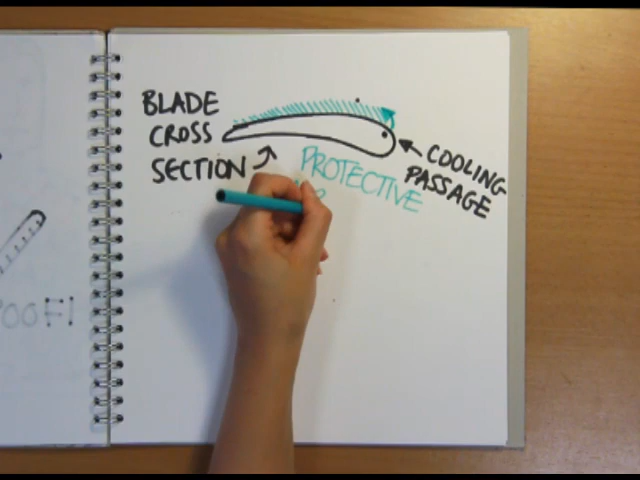 BLADE
CROSS
SECTION
PROTECTIVE
COOLING
PASSAGE